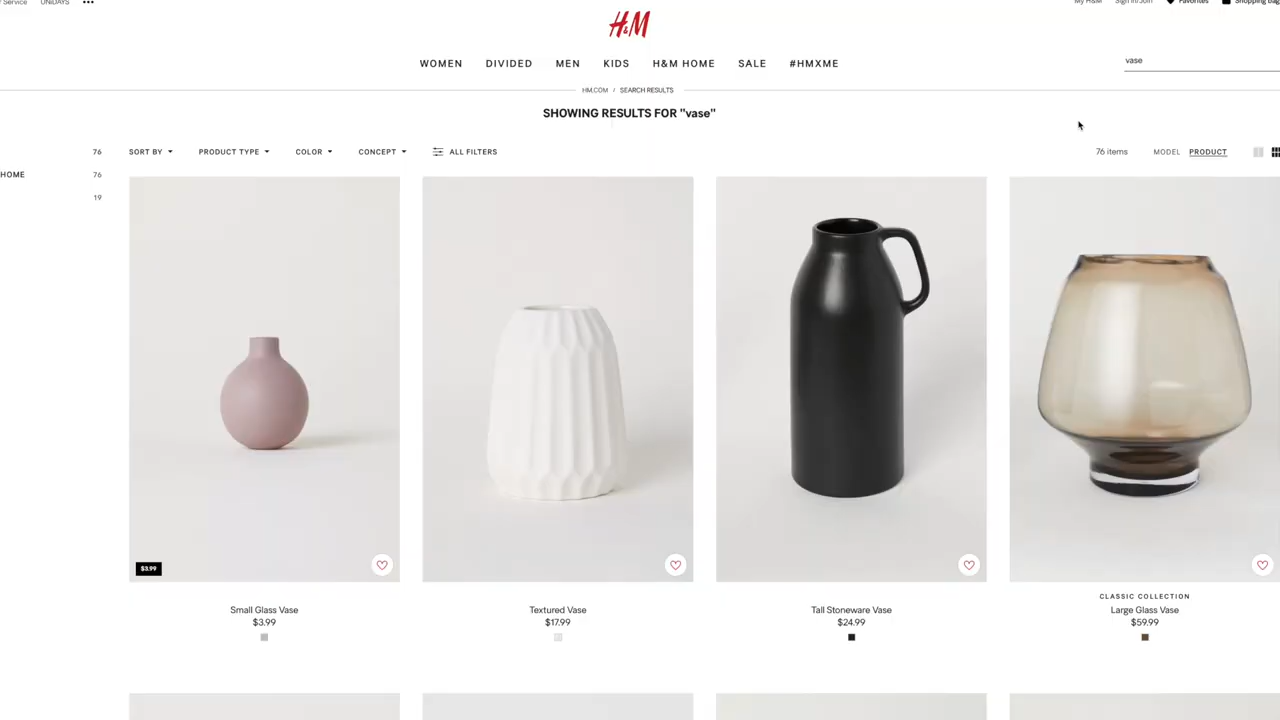 Service UNiDAYS •••
My H&M Sign in/Join Favorites Shopping bag
H&M
WOMEN DIVIDED MEN KIDS H&M HOME SALE #HMXME
vase
HM.COM / SEARCH RESULTS
SHOWING RESULTS FOR "vase"
76
SORT BY PRODUCT TYPE COLOR CONCEPT ALL FILTERS
76 items MODEL PRODUCT
HOME 76
19
$3.99
CLASSIC COLLECTION
Small Glass Vase
$3.99
Textured Vase
$17.99
Tall Stoneware Vase
$24.99
Large Glass Vase
$59.99